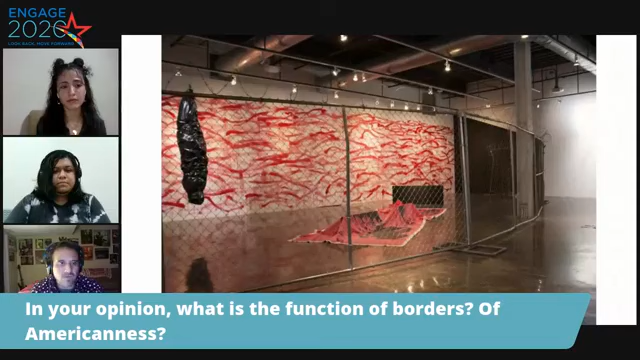 ENGAGE
2020
LOOK BACK, MOVE FORWARD
In your opinion, what is the function of borders? Of
Americanness?